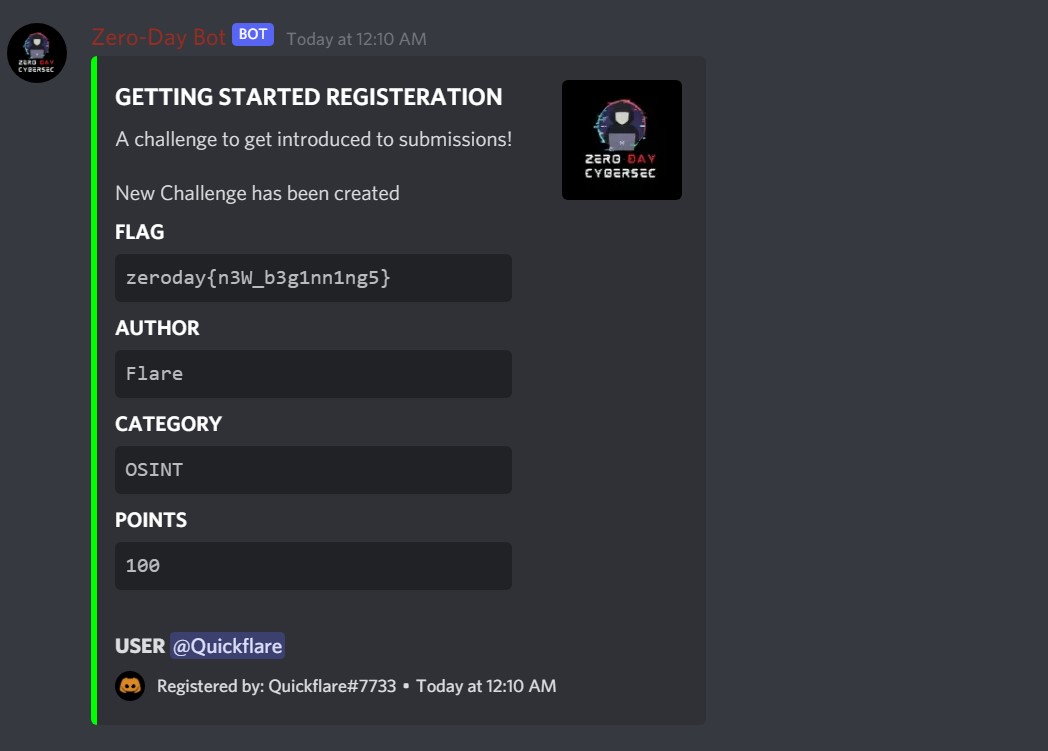 Zero-Day Bot BOT Today at 12:10 AM
ZERO DAY
CYBERSEC
GETTING STARTED REGISTERATION
A challenge to get introduced to submissions!
ZERO DAY
CYBERSEC
New Challenge has been created
FLAG
zeroday{n3W_b3g1nn1ng5}
AUTHOR
Flare
CATEGORY
OSINT
POINTS
100
USER @Quickflare
Registered by: Quickflare#7733 • Today at 12:10 AM